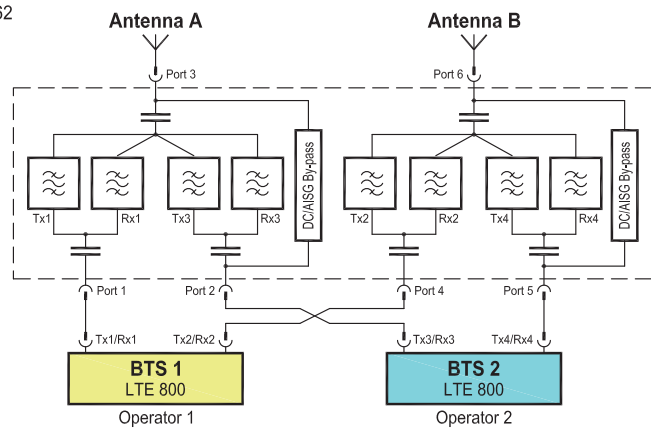 62
Antenna A
Antenna B
Port 3
Port 6
DC/AISG By-pass
DC/AISG By-pass
Tx1
Rx1
Tx3
Rx3
Tx2
Rx2
Tx4
Rx4
Port 1
Port 2
Port 4
Port 5
Tx1/Rx1
Tx2/Rx2
Tx3/Rx3
Tx4/Rx4
BTS 1
LTE 800
BTS 2
LTE 800
Operator 1
Operator 2